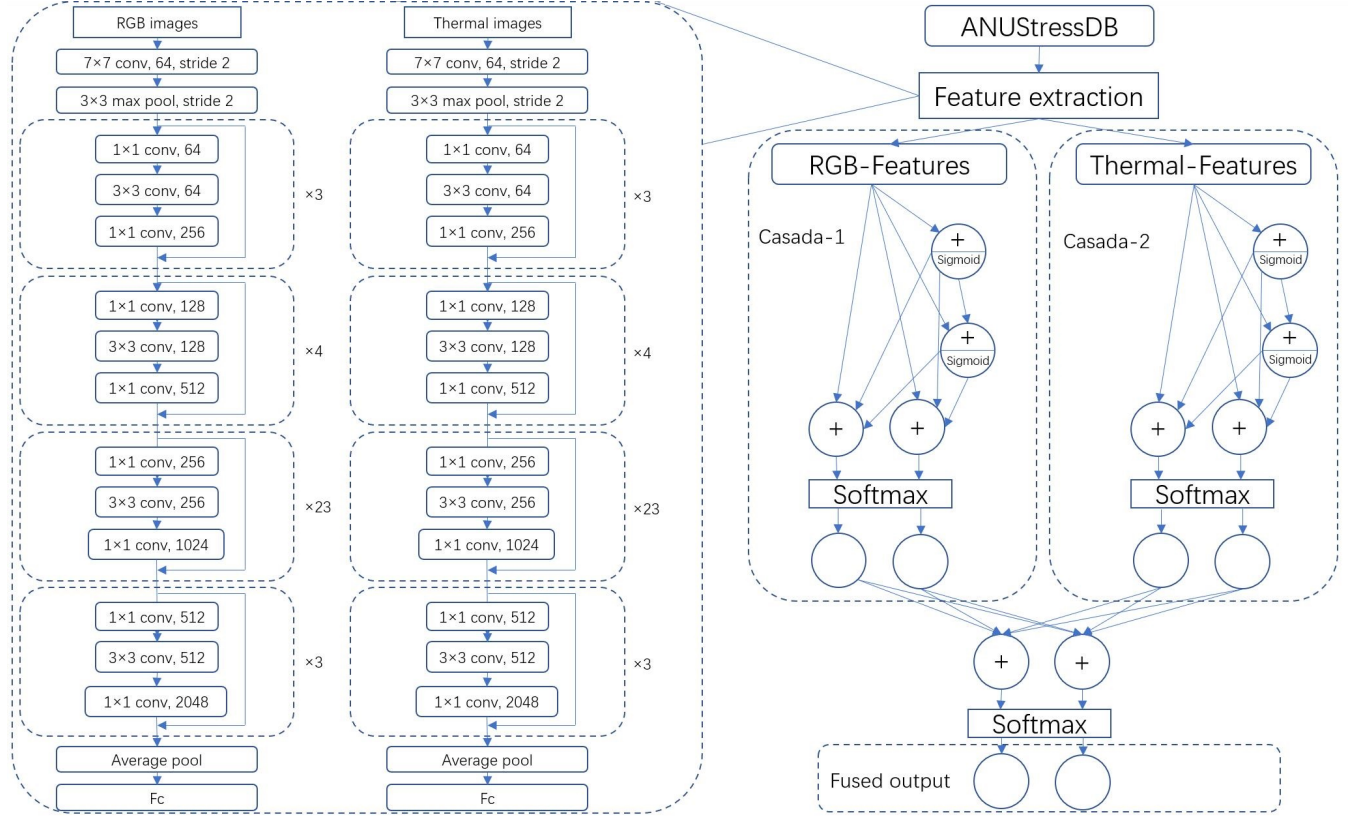 RGB images
7×7 conv, 64, stride 2
3×3 max pool, stride 2
1×1 conv, 64
3×3 conv, 64
1×1 conv, 256
×3
1×1 conv, 128
3×3 conv, 128
1×1 conv, 512
×4
1×1 conv, 256
3×3 conv, 256
1×1 conv, 1024
×23
1×1 conv, 512
3×3 conv, 512
1×1 conv, 2048
×3
Average pool
Fc
Thermal images
7×7 conv, 64, stride 2
3×3 max pool, stride 2
1×1 conv, 64
3×3 conv, 64
1×1 conv, 256
×3
1×1 conv, 128
3×3 conv, 128
1×1 conv, 512
×4
1×1 conv, 256
3×3 conv, 256
1×1 conv, 1024
×23
1×1 conv, 512
3×3 conv, 512
1×1 conv, 2048
×3
Average pool
Fc
ANUStressDB
Feature extraction
RGB-Features
Casada-1
+
Sigmoid
+
Sigmoid
+ +
Softmax
Thermal-Features
Casada-2
+
Sigmoid
+
Sigmoid
+ +
Softmax
+ +
Softmax
Fused output